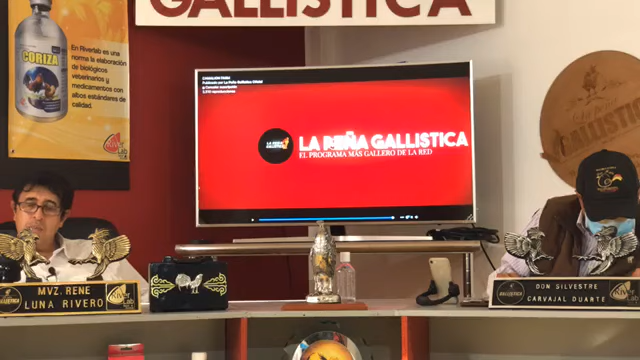 GALLISTICA
CORIZA
En Riverlab es una
norma la elaboración
de biológicos
veterinarios y
medicamentos con
altos estándares de
calidad.
LA PEÑA GALLISTICA
EL PROGRAMA MÁS GALLERO DE LA RED
MVZ. RENE
LUNA RIVERO
DON SILVESTRE
CARVAJAL DUARTE